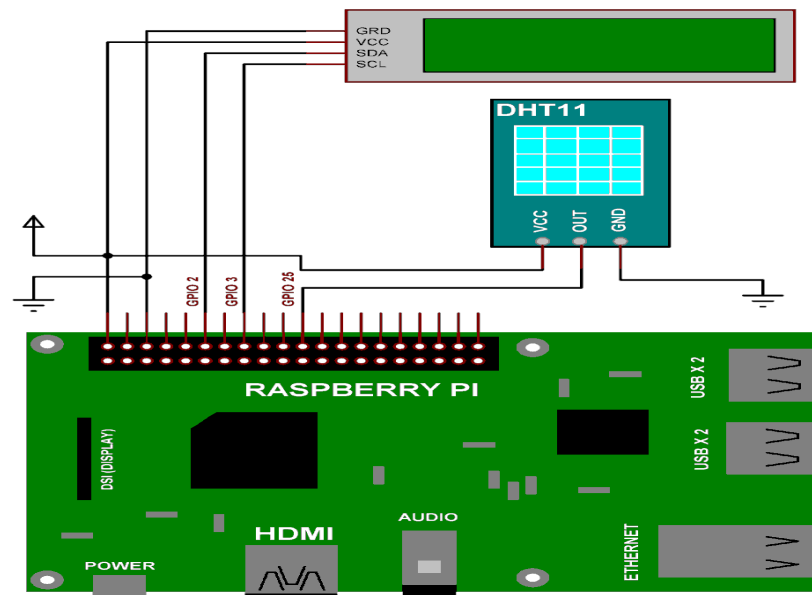 GRD
VCC
SDA
SCL
DHT11
VCC
OUT
GND
GPIO 2
GPIO 3
GPIO 25
RASPBERRY PI
USB X 2
USB X 2
DSI (DISPLAY)
HDMI
AUDIO
ETHERNET
POWER